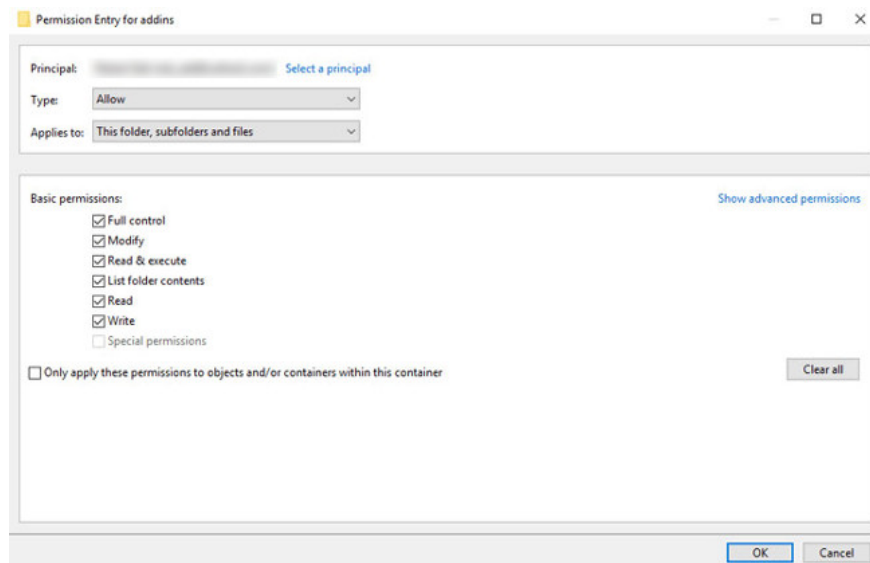 Permission Entry for addins
Principal: Select a principal
Type: Allow
Applies to: This folder, subfolders and files
Basic permissions: Show advanced permissions
Full control
Modify
Read & execute
List folder contents
Read
Write
Special permissions
Only apply these permissions to objects and/or containers within this container Clear all
OK Cancel